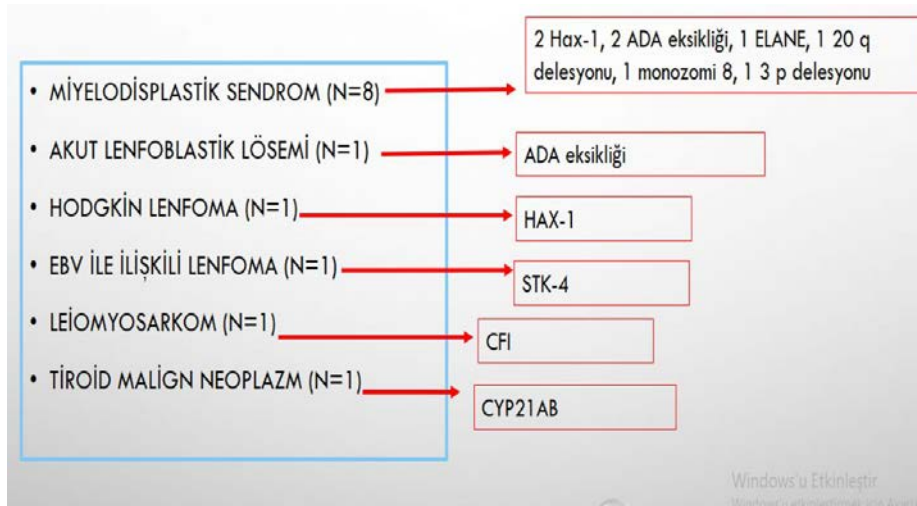 2 Hax-1, 2 ADA eksikliği, 1 ELANE, 1 20 q
delesyonu, 1 monozomi 8, 1 3 p delesyonu
• MİYELODİSPLASTİK SENDROM (N=8)
• AKUT LENFOBLASTİK LÖSEMİ (N=1)
ADA eksikliği
• HODGKİN LENFOMA (N=1)
HAX-1
• EBV İLE İLİŞKİLİ LENFOMA (N=1)
STK-4
• LEİOMYOSARKOM (N=1)
CFI
• TİROİD MALİGN NEOPLAZM (N=1)
CYP21AB
Windows'u Etkinleştir